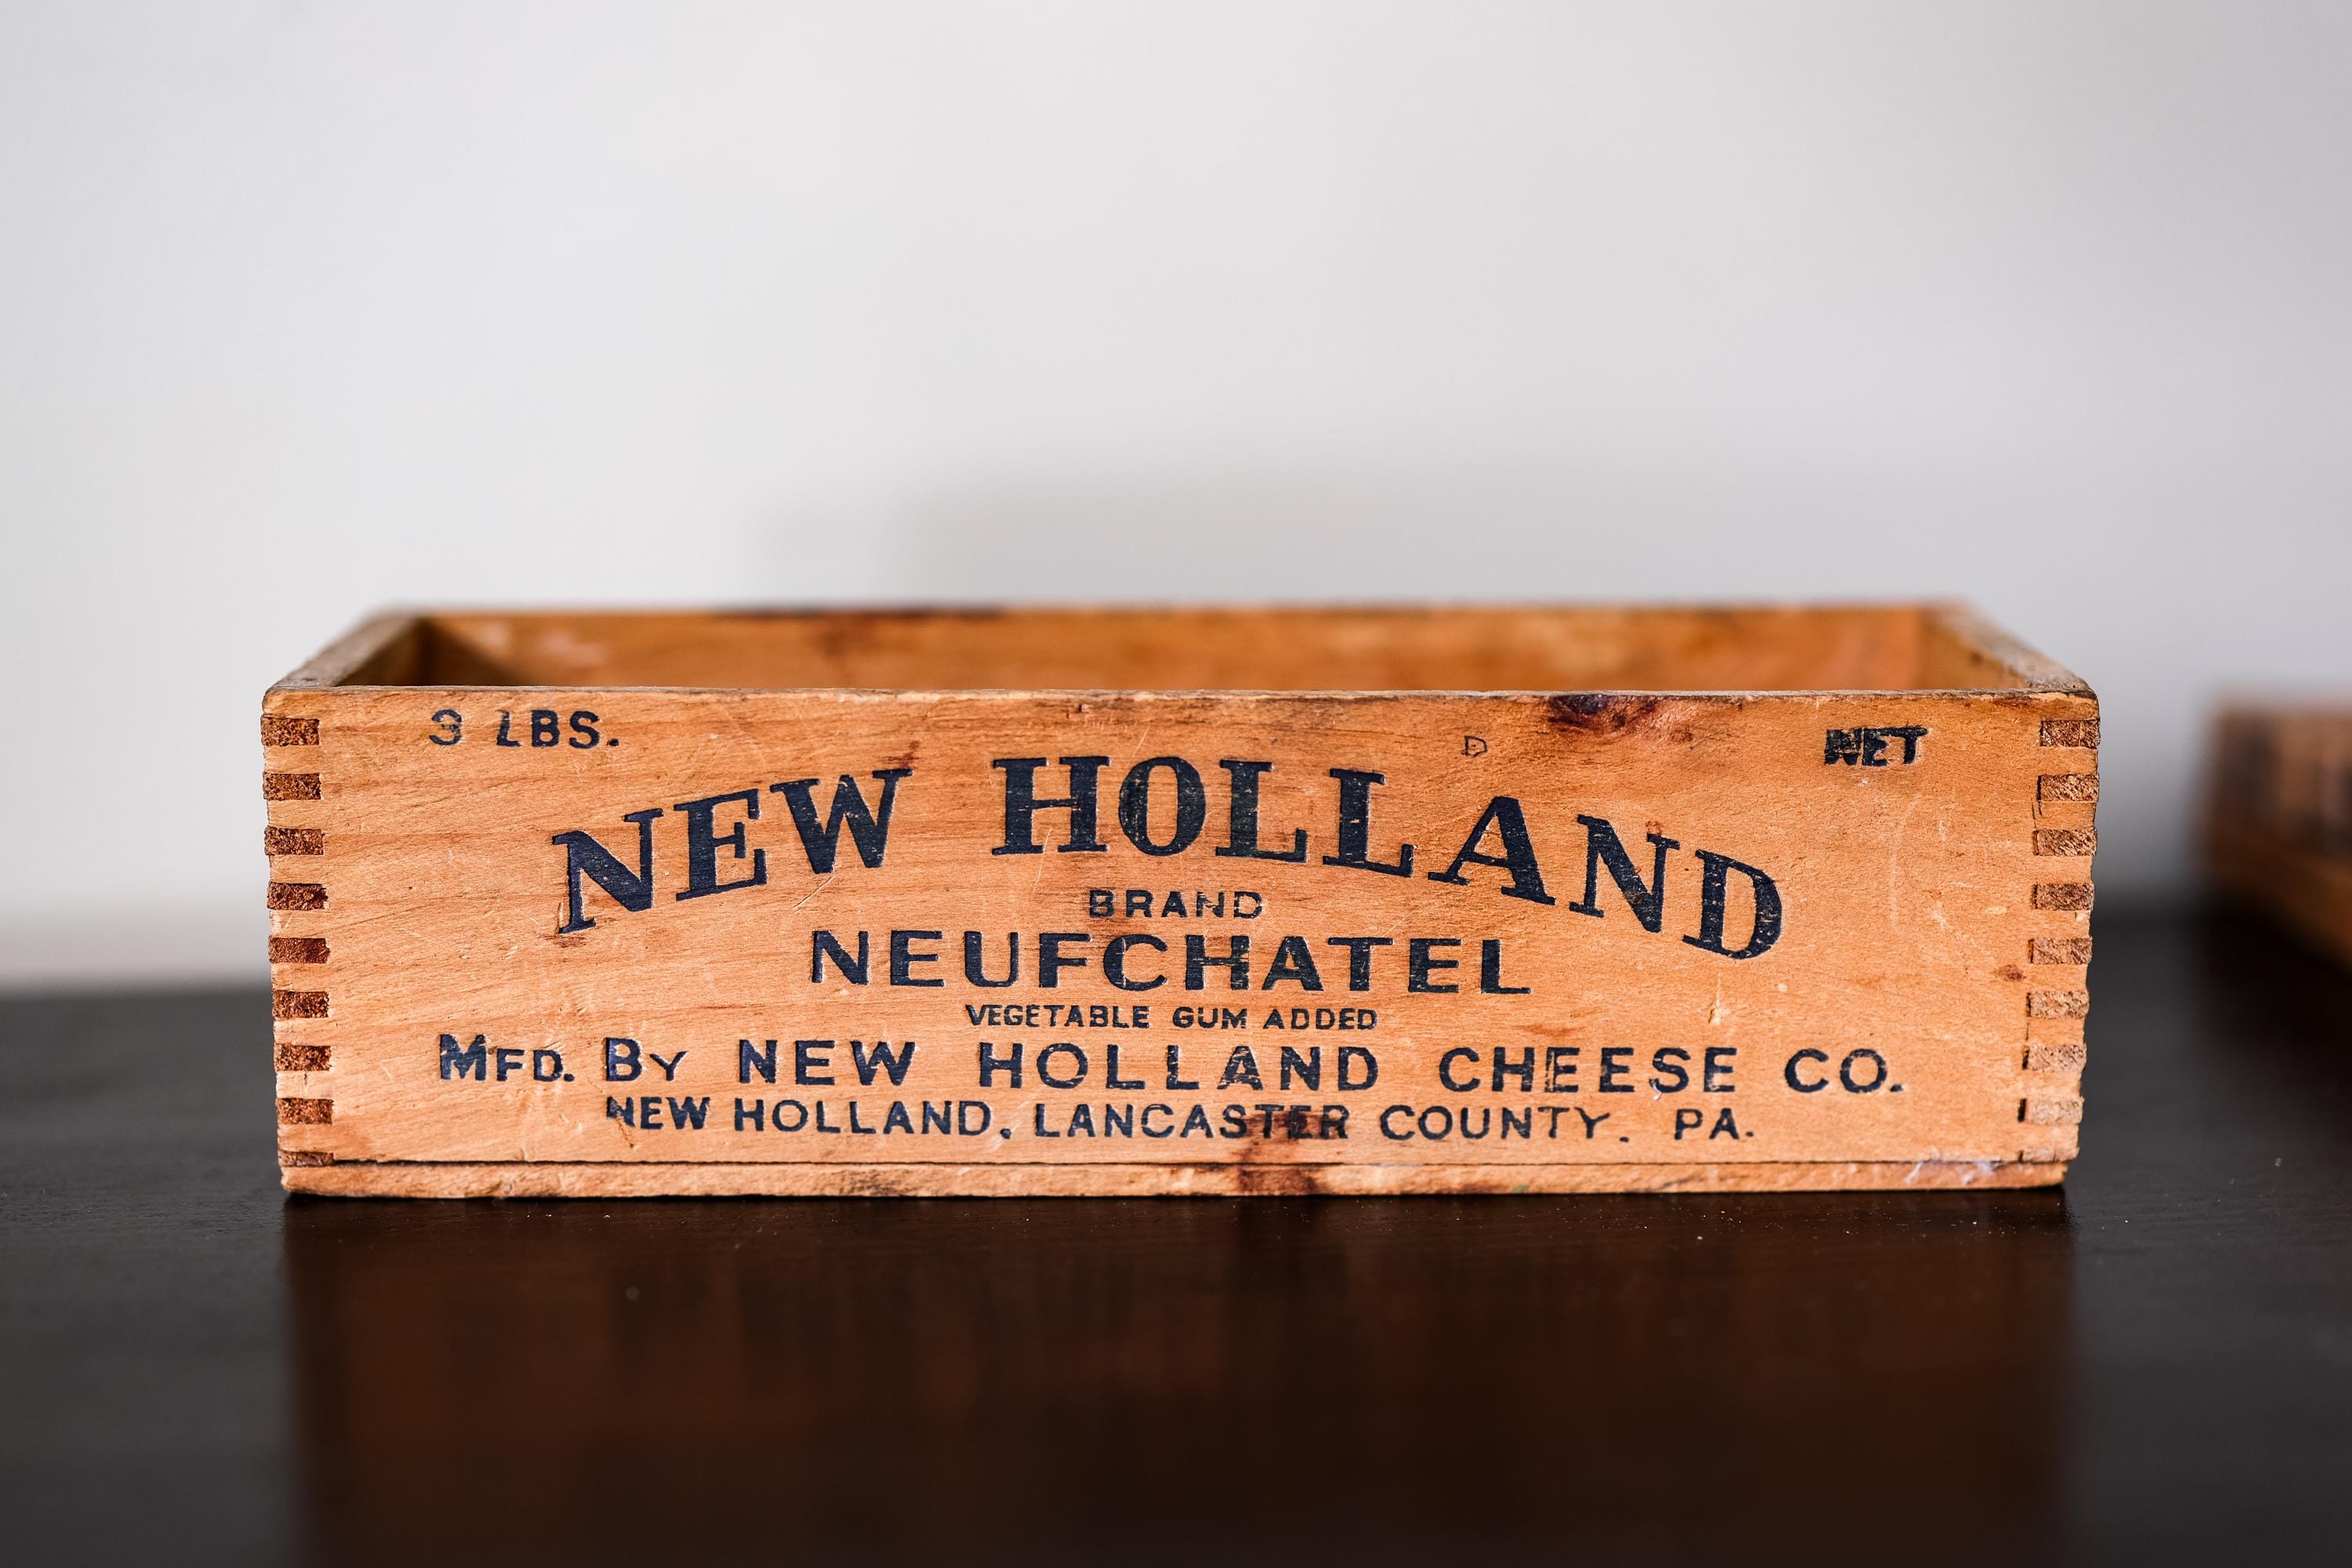 3 LBS. NET
NEW HOLLAND
BRAND
NEUFCHATEL
VEGETABLE GUM ADDED
MFD. BY NEW HOLLAND CHEESE CO.
NEW HOLLAND, LANCASTER COUNTY, PA.